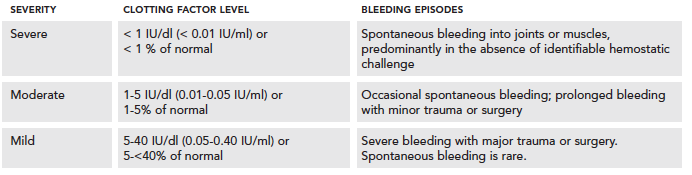 SEVERITY CLOTTING FACTOR LEVEL BLEEDING EPISODES
Severe < 1 IU/dl (< 0.01 IU/ml) or Spontaneous bleeding into joints or muscles,
< 1 % of normal predominantly in the absence of identifiable hemostatic
challenge
Moderate 1-5 IU/dl (0.01-0.05 IU/ml) or Occasional spontaneous bleeding; prolonged bleeding
1-5% of normal with minor trauma or surgery
Mild 5-40 IU/dl (0.05-0.40 IU/ml) or Severe bleeding with major trauma or surgery.
5-<40% of normal Spontaneous bleeding is rare.